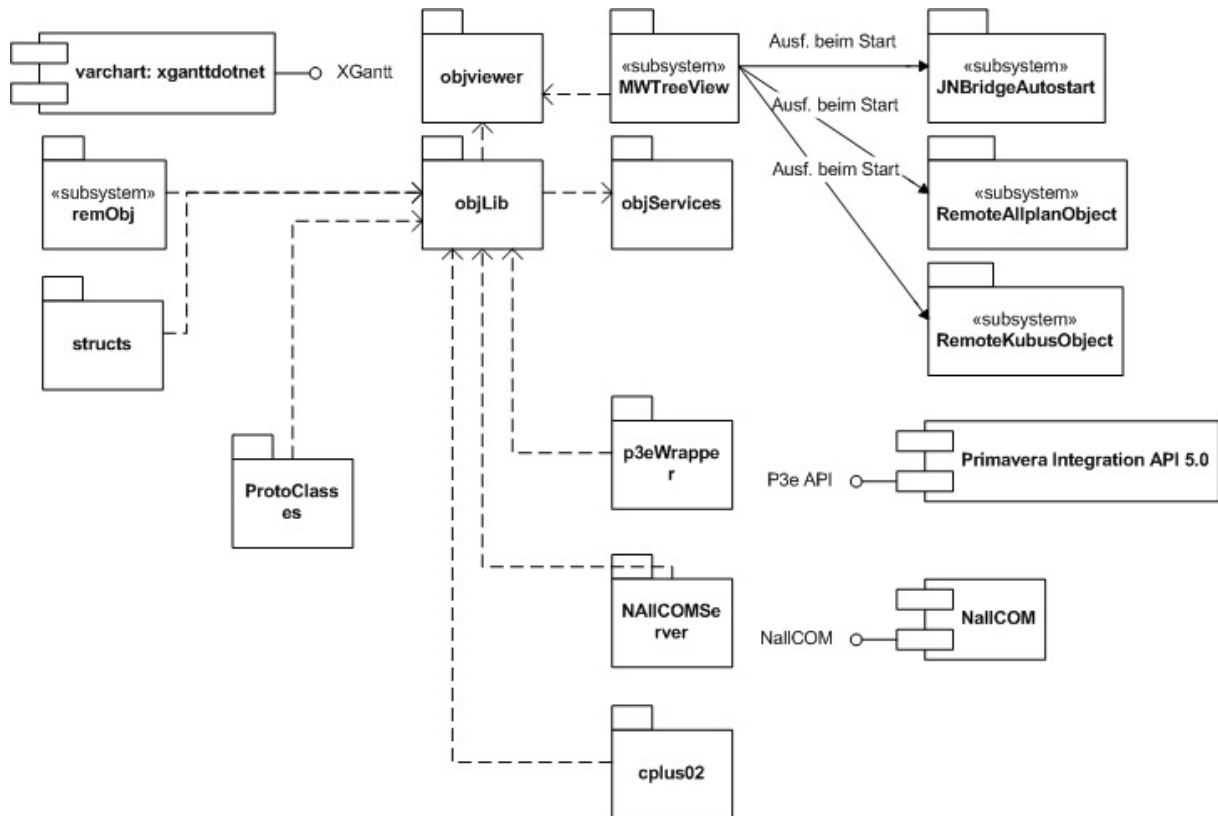 varchart: xganttdotnet
XGantt
objviewer
«subsystem»
MWTreeView
Ausf. beim Start
«subsystem»
JNBridgeAutostart
Ausf. beim Start
«subsystem»
remObj
objLib
objServices
Ausf. beim Start
«subsystem»
RemoteAllplanObject
structs
«subsystem»
RemoteKubusObject
ProtoClass
es
p3eWrappe
r
P3e API
Primavera Integration API 5.0
NAllCOMSe
rver
NallCOM
NallCOM
cplus02